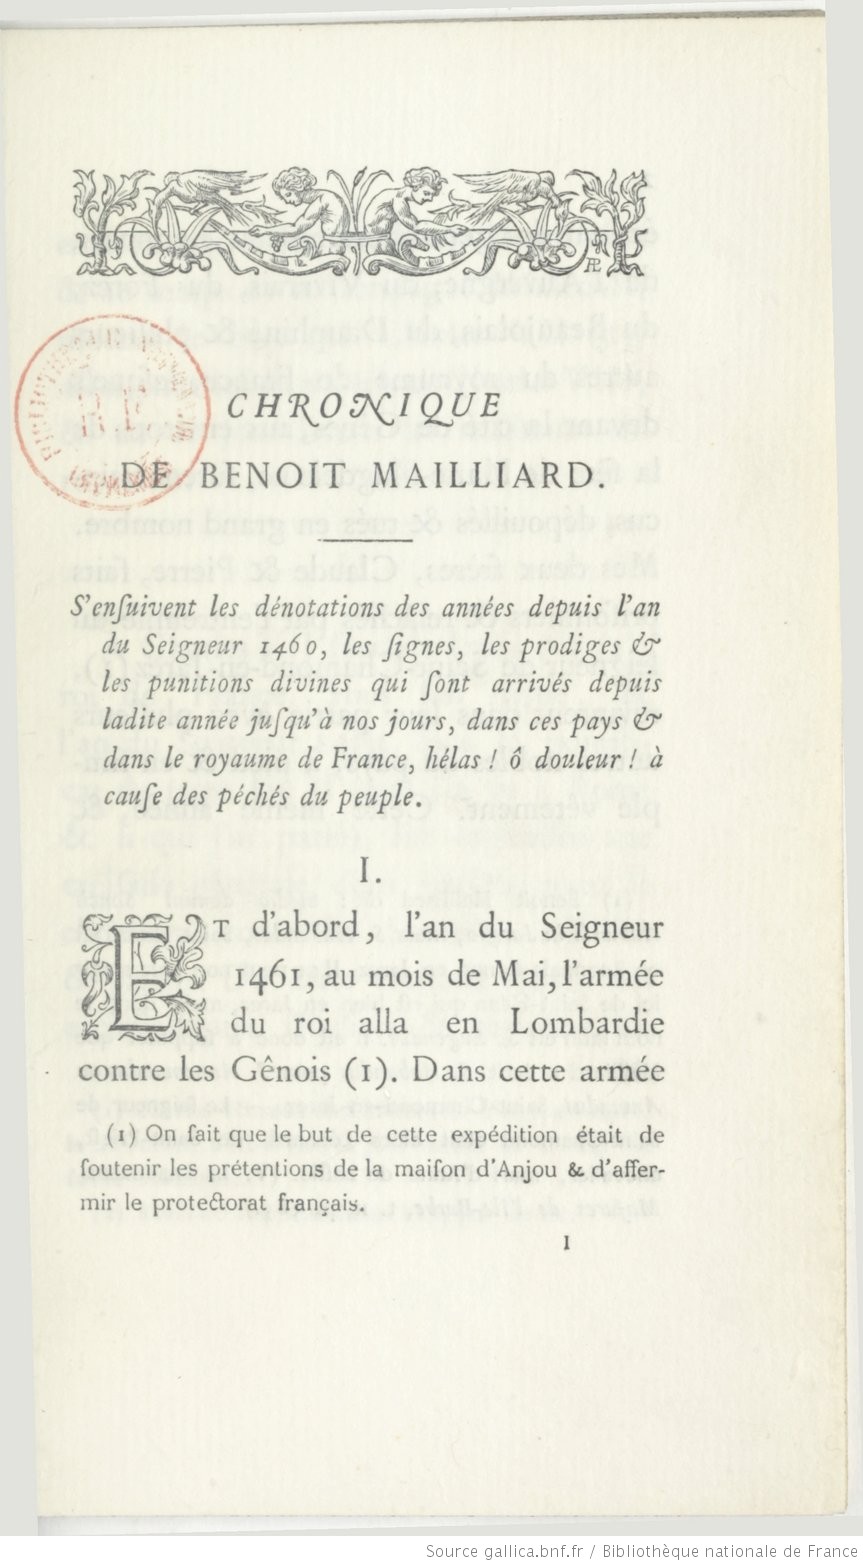 CHRONIQUE
DE BENOIT MAILLIARD.
S'enſuivent les dénotations des années depuis l'an
du Seigneur 1460, les ſignes, les prodiges &
les punitions divines qui ſont arrivés depuis
ladite année juſqu'à nos jours, dans ces pays &
dans le royaume de France, hélas ! ô douleur ! à
cauſe des péchés du peuple.
I.
ET d'abord, l'an du Seigneur
1461, au mois de Mai, l'armée
du roi alla en Lombardie
contre les Gênois (1). Dans cette armée
(1) On ſait que le but de cette expédition était de
ſoutenir les prétentions de la maiſon d'Anjou & d'affer-
mir le protectorat français.
1
Source gallica.bnf.fr / Bibliothèque nationale de France